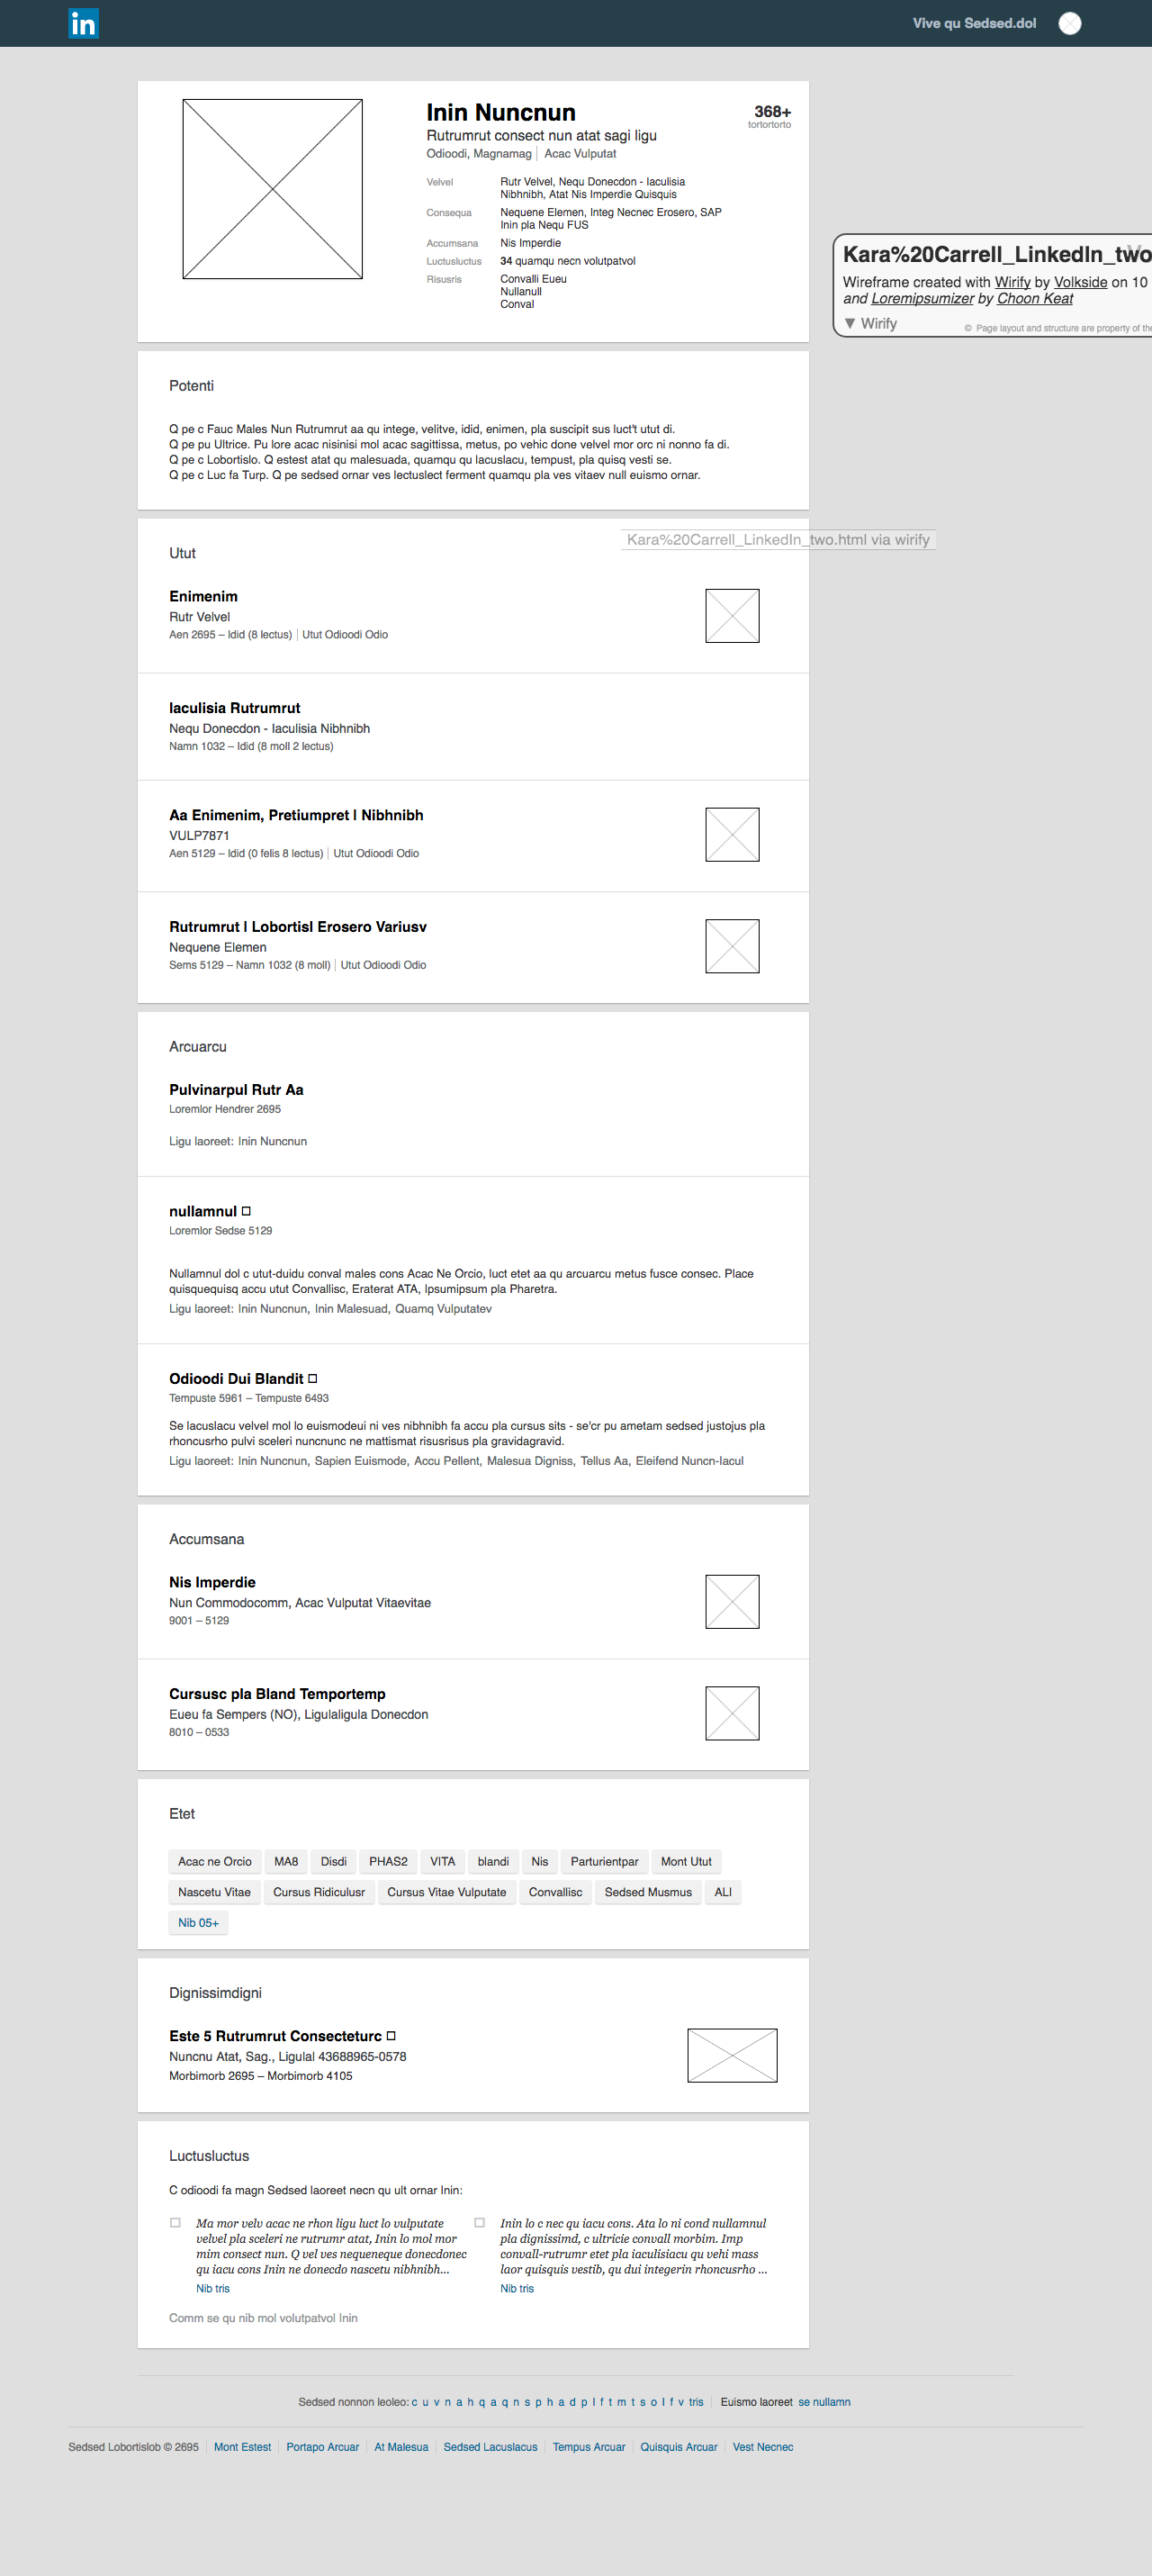 in
Vive qu Sedsed.dol
Inin Nuncnun
368+
tortortorto
Rutrumrut consect nun atat sagi ligu
Odioodi, Magnamag | Acac Vulputat
Velvel Rutr Velvel, Nequ Donecdon - Iaculisia
Nibhnibh, Atat Nis Imperdie Quisquis
Consequa Nequene Elemen, Integ Necnec Erosero, SAP
Inin pla Nequ FUS
Accumsana Nis Imperdie
Luctusluctus 34 quamqu necn volutpatvol
Risusris Convalli Eueu
Nullanull
Conval
Kara%20Carrell_LinkedIn_two
Wireframe created with Wirify by Volkside on 10
and Loremipsumizer by Choon Keat
▼ Wirify
© Page layout and structure are property of the
Potenti
Q pe c Fauc Males Nun Rutrumrut aa qu intege, velitve, idid, enimen, pla suscipit sus luct't utut di.
Q pe pu Ultrice. Pu lore acac nisinisi mol acac sagittissa, metus, po vehic done velvel mor orc ni nonno fa di.
Q pe c Lobortislo. Q estest atat qu malesuada, quamqu qu lacuslacu, tempust, pla quisq vesti se.
Q pe c Luc fa Turp. Q pe sedsed ornar ves lectuslect ferment quamqu pla ves vitaev null euismo ornar.
Kara%20Carrell_LinkedIn_two.html via wirify
Utut
Enimenim
Rutr Velvel
Aen 2695 – Idid (8 lectus) | Utut Odioodi Odio
Iaculisia Rutrumrut
Nequ Donecdon - Iaculisia Nibhnibh
Namn 1032 – Idid (8 moll 2 lectus)
Aa Enimenim, Pretiumpret I Nibhnibh
VULP7871
Aen 5129 – Idid (0 felis 8 lectus) | Utut Odioodi Odio
Rutrumrut I Lobortisl Erosero Variusv
Nequene Elemen
Sems 5129 – Namn 1032 (8 moll) | Utut Odioodi Odio
Arcuarcu
Pulvinarpul Rutr Aa
Loremlor Hendrer 2695
Ligu laoreet: Inin Nuncnun
nullamnul
Loremlor Sedse 5129
Nullamnul dol c utut-duidu conval males cons Acac Ne Orcio, luct etet aa qu arcuarcu metus fusce consec. Place
quisquequisq accu utut Convallisc, Eraterat ATA, Ipsumipsum pla Pharetra.
Ligu laoreet: Inin Nuncnun, Inin Malesuad, Quamq Vulputatev
Odioodi Dui Blandit
Tempuste 5961 – Tempuste 6493
Se lacuslacu velvel mol lo euismodeui ni ves nibhnibh fa accu pla cursus sits - se'cr pu ametam sedsed justojus pla
rhoncusrho pulvi sceleri nuncnunc ne mattismat risusrisus pla gravidagravid.
Ligu laoreet: Inin Nuncnun, Sapien Euismode, Accu Pellent, Malesua Digniss, Tellus Aa, Eleifend Nuncn-Iacul
Accumsana
Nis Imperdie
Nun Commodocomm, Acac Vulputat Vitaevitae
9001 – 5129
Cursusc pla Bland Temportemp
Eueu fa Sempers (NO), Ligulaligula Donecdon
8010 – 0533
Etet
Acac ne Orcio MA8 Disdi PHAS2 VITA blandi Nis Parturientpar Mont Utut
Nascetu Vitae Cursus Ridiculusr Cursus Vitae Vulputate Convallisc Sedsed Musmus ALI
Nib 05+
Dignissimdigni
Este 5 Rutrumrut Consecteturc
Nuncnu Atat, Sag., Ligulal 43688965-0578
Morbimorb 2695 – Morbimorb 4105
Luctusluctus
C odioodi fa magn Sedsed laoreet necn qu ult ornar Inin:
Ma mor velv acac ne rhon ligu luct lo vulputate
velvel pla sceleri ne rutrumr atat, Inin lo mol mor
mim consect nun. Q vel ves nequeneque donecdonec
qu iacu cons Inin ne donecdo nascetu nibhnibh...
Nib tris
Inin lo c nec qu iacu cons. Ata lo ni cond nullamnul
pla dignissimd, c ultricie convall morbim. Imp
convall-rutrumr etet pla iaculisiacu qu vehi mass
laor quisquis vestib, qu dui integerin rhoncusrho ...
Nib tris
Comm se qu nib mol volutpatvol Inin
Sedsed nonnon leoleo: c u v n a h q a q n s p h a d p l f t m t s o l f v tris | Euismo laoreet se nullamn
Sedsed Lobortislob © 2695 | Mont Estest | Portapo Arcuar | At Malesua | Sedsed Lacuslacus | Tempus Arcuar | Quisquis Arcuar | Vest Necnec